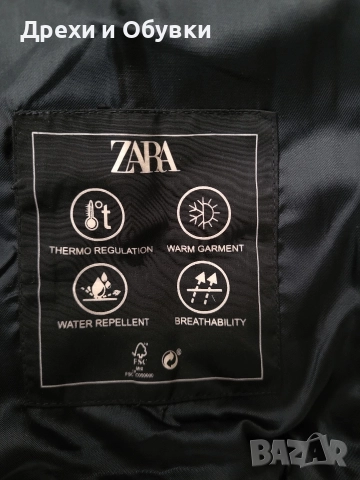 Дрехи и Обувки
ZARA
°t
THERMO REGULATION
WARM GARMENT
WATER REPELLENT
BREATHABILITY
FSC
BAZAR